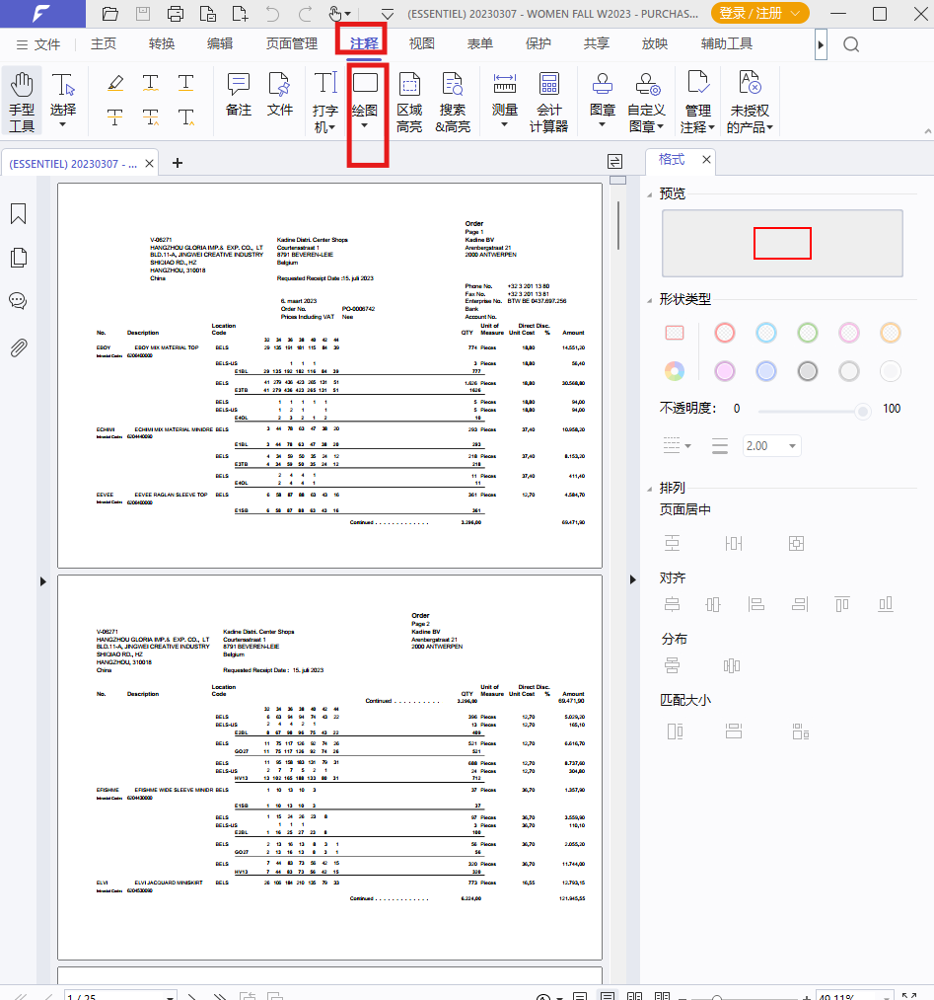 (ESSENTIEL) 20230307 - WOMEN FALL W2023 - PURCHAS...
登录 / 注册
文件 主页 转换 编辑 页面管理 注释 视图 表单 保护 共享 放映 辅助工具
手型工具 选择 备注 文件 打字机 绘图 区域高亮 搜索&高亮 测量 会计计算器 图章 自定义图章 管理注释 未授权的产品
(ESSENTIEL) 20230307 - ...
格式
预览
形状类型
不透明度: 0 100
2.00
排列
页面居中
对齐
分布
匹配大小
Order
Page 1
V-06271 Kadine Distri. Center Shops Kadine BV
HANGZHOU GLORIA IMP.& EXP. CO., LT Courtensstraat 1 Arenbergstraat 21
BLD.11-A, JINGWEI CREATIVE INDUSTRY 8791 BEVEREN-LEIE 2000 ANTWERPEN
SHIQIAO RD., HZ Belgium
HANGZHOU, 310018
China Requested Receipt Date :15. juli 2023
Phone No. +32 3 201 13 80
Fax No. +32 3 201 13 81
6. maart 2023 Enterprise No. BTW BE 0437.697.256
Order No. PO-0006742 Bank
Prices Including VAT Nee Account No.
Location Unit of Direct Disc.
No. Description Code QTY Measure Unit Cost % Amount
32 34 36 38 40 42 44
EBOY EBOY MIX MATERIAL TOP BELS 29 135 191 181 115 84 39 774 Pieces 18,80 14.551,20
Intrastat Code: 6206400000
BELS-US 1 1 1 3 Pieces 18,80 56,40
E1BL 29 135 192 182 116 84 39 777
BELS 41 279 436 423 265 131 51 1.626 Pieces 18,80 30.568,80
E3TB 41 279 436 423 265 131 51 1626
BELS 1 1 1 1 1 5 Pieces 18,80 94,00
BELS-US 1 2 1 1 5 Pieces 18,80 94,00
E4OL 2 3 2 1 2 10
ECHIMI ECHIMI MIX MATERIAL MINIDRE BELS 3 44 78 63 47 38 20 293 Pieces 37,40 10.958,20
Intrastat Code: 6204440090
E1BL 3 44 78 63 47 38 20 293
BELS 4 34 59 50 35 24 12 218 Pieces 37,40 8.153,20
E3TB 4 34 59 50 35 24 12 218
BELS 2 4 4 1 11 Pieces 37,40 411,40
E4OL 2 4 4 1 11
EEVEE EEVEE RAGLAN SLEEVE TOP BELS 6 58 87 88 63 43 16 361 Pieces 12,70 4.584,70
Intrastat Code: 6206400000
E15B 6 58 87 88 63 43 16 361
Continued . . . . . . . . . . . . . 3.296,00 69.471,90
Order
Page 2
V-06271 Kadine Distri. Center Shops Kadine BV
HANGZHOU GLORIA IMP.& EXP. CO., LT Courtensstraat 1 Arenbergstraat 21
BLD.11-A, JINGWEI CREATIVE INDUSTRY 8791 BEVEREN-LEIE 2000 ANTWERPEN
SHIQIAO RD., HZ Belgium
HANGZHOU, 310018
China Requested Receipt Date : 15. juli 2023
Location Unit of Direct Disc.
No. Description Code QTY Measure Unit Cost % Amount
Continued . . . . . . . . . . 3.296,00 69.471,90
32 34 36 38 40 42 44
BELS 6 63 94 94 74 43 22 396 Pieces 12,70 5.029,20
BELS-US 2 4 4 2 1 13 Pieces 12,70 165,10
E2BL 8 67 98 96 75 43 22 409
BELS 11 75 117 126 92 74 26 521 Pieces 12,70 6.616,70
GO27 11 75 117 126 92 74 26 521
BELS 11 95 158 183 131 79 31 688 Pieces 12,70 8.737,60
BELS-US 2 7 7 5 2 1 24 Pieces 12,70 304,80
HV13 13 102 165 188 133 80 31 712
EFISHME EFISHME WIDE SLEEVE MINIDR BELS 1 10 13 10 3 37 Pieces 36,70 1.357,90
Intrastat Code: 6204430000
E15B 1 10 13 10 3 37
BELS 1 15 24 26 23 8 97 Pieces 36,70 3.559,90
BELS-US 1 1 1 3 Pieces 36,70 110,10
E2BL 1 16 25 27 23 8 100
BELS 2 13 16 13 8 3 1 56 Pieces 36,70 2.055,20
GO27 2 13 16 13 8 3 1 56
BELS 7 44 83 73 56 42 15 320 Pieces 36,70 11.744,00
HV13 7 44 83 73 56 42 15 320
ELVI ELVI JACQUARD MINISKIRT BELS 26 106 184 210 135 79 33 773 Pieces 16,55 12.793,15
Intrastat Code: 6204530090
Continued . . . . . . . . . . . . . 6.224,00 121.945,55
1 / 25
49.11%